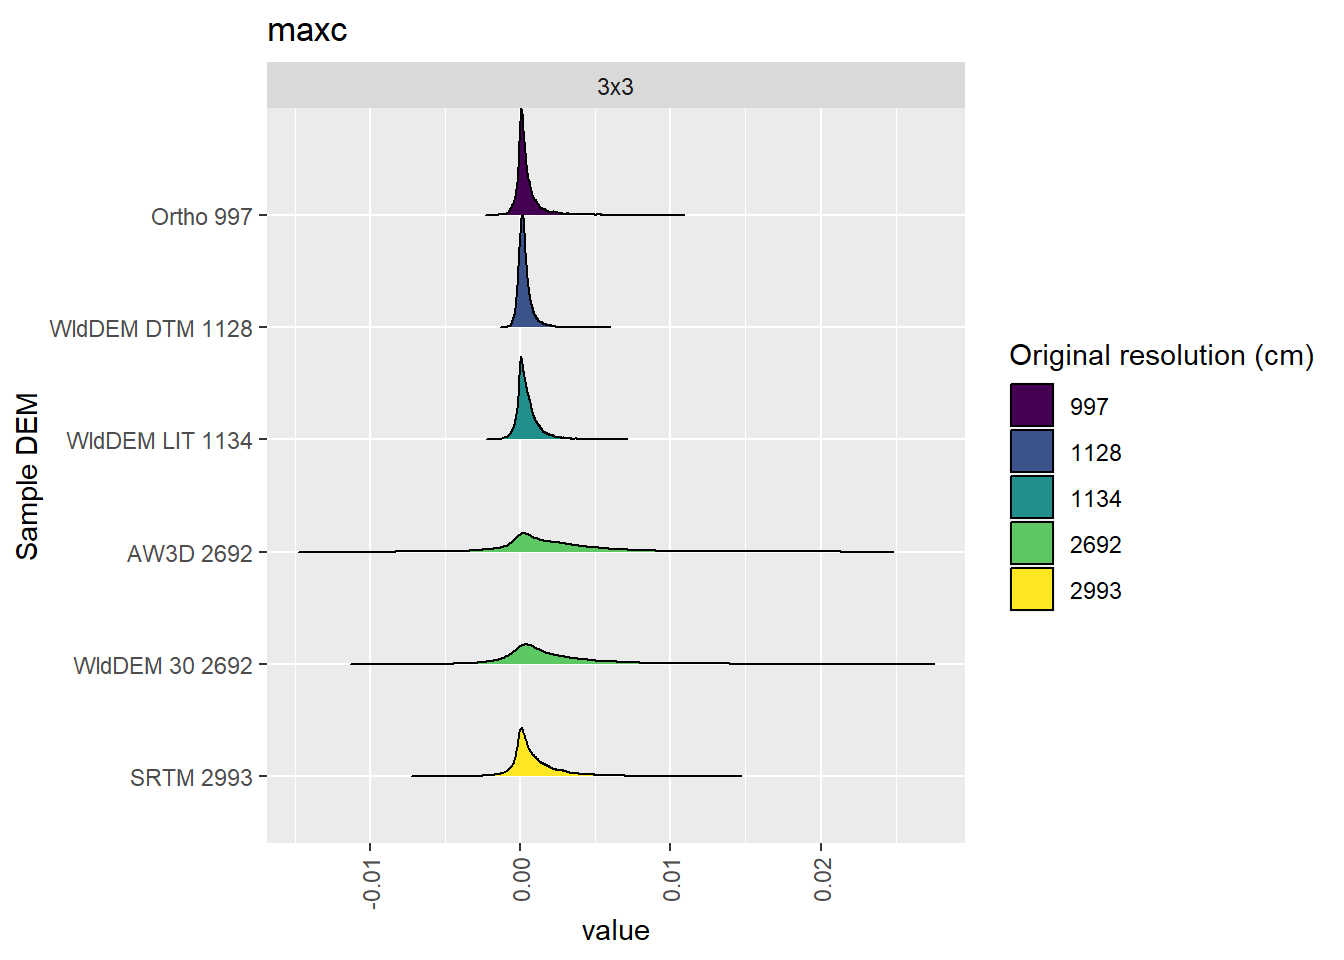 maxc
3x3
Ortho 997
WldDEM DTM 1128
WldDEM LIT 1134
AW3D 2692
WldDEM 30 2692
SRTM 2993
Sample DEM
-0.01
0.00
0.01
0.02
value
Original resolution (cm)
997
1128
1134
2692
2993